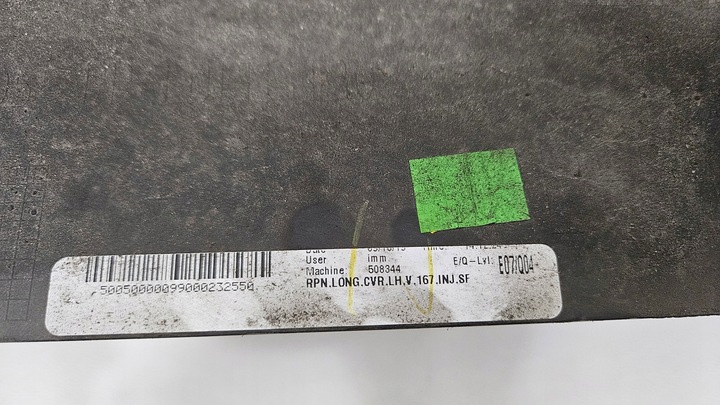 User imm E/Q-Lvl: E07/Q04
Machine: 508344
50050000099000232550
RPN.LONG.CVR.LH.V.167.INJ.SF